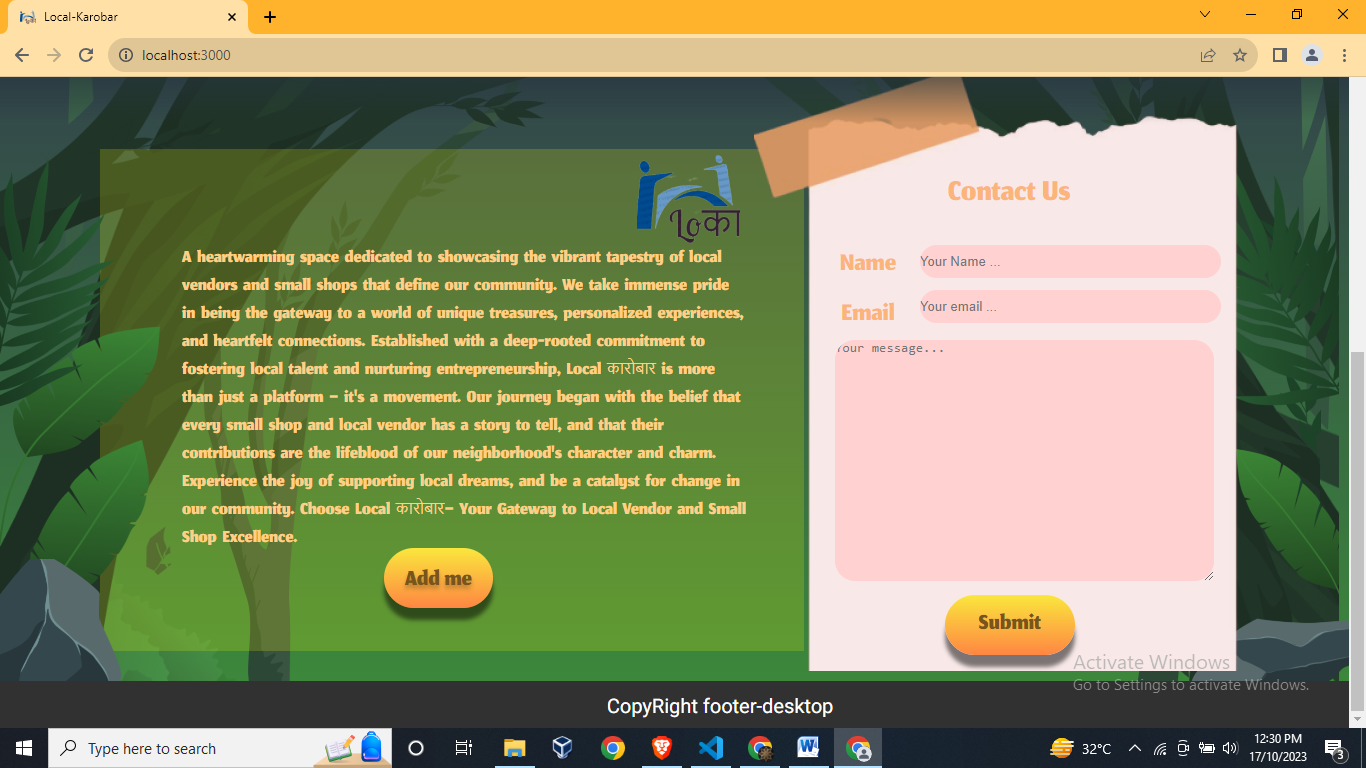 Local-Karobar
localhost:3000
Loका
A heartwarming space dedicated to showcasing the vibrant tapestry of local
vendors and small shops that define our community. We take immense pride
in being the gateway to a world of unique treasures, personalized experiences,
and heartfelt connections. Established with a deep-rooted commitment to
fostering local talent and nurturing entrepreneurship, Local कारोबार is more
than just a platform – it's a movement. Our journey began with the belief that
every small shop and local vendor has a story to tell, and that their
contributions are the lifeblood of our neighborhood's character and charm.
Experience the joy of supporting local dreams, and be a catalyst for change in
our community. Choose Local कारोबार– Your Gateway to Local Vendor and Small
Shop Excellence.
Add me
Contact Us
Name
Your Name ...
Email
Your email ...
Your message...
Submit
Activate Windows
Go to Settings to activate Windows.
CopyRight footer-desktop
Type here to search
32°C
12:30 PM
17/10/2023
3